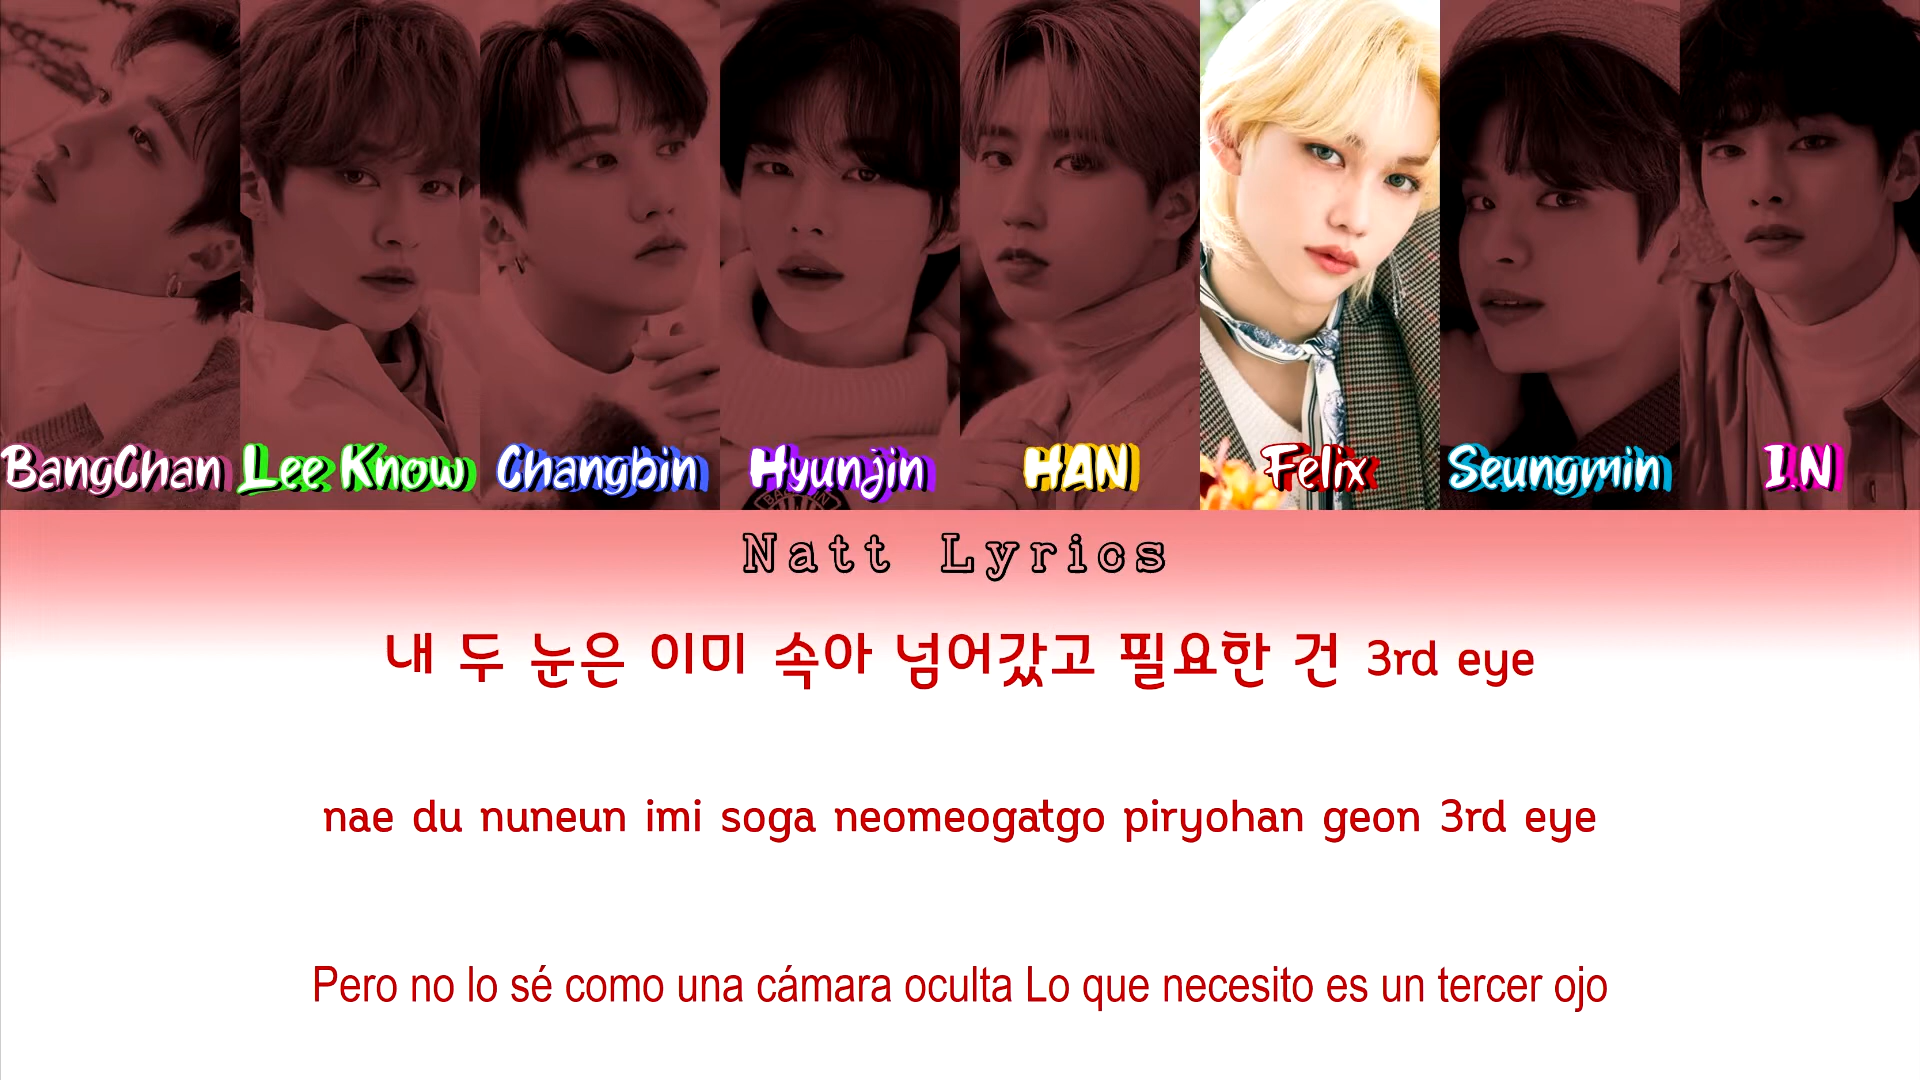 BangChan Lee Know Changbin Hyunjin HAN Felix Seungmin I.N
Natt Lyrics
내 두 눈은 이미 속아 넘어갔고 필요한 건 3rd eye
nae du nuneun imi soga neomeogatgo piryohan geon 3rd eye
Pero no lo sé como una cámara oculta Lo que necesito es un tercer ojo